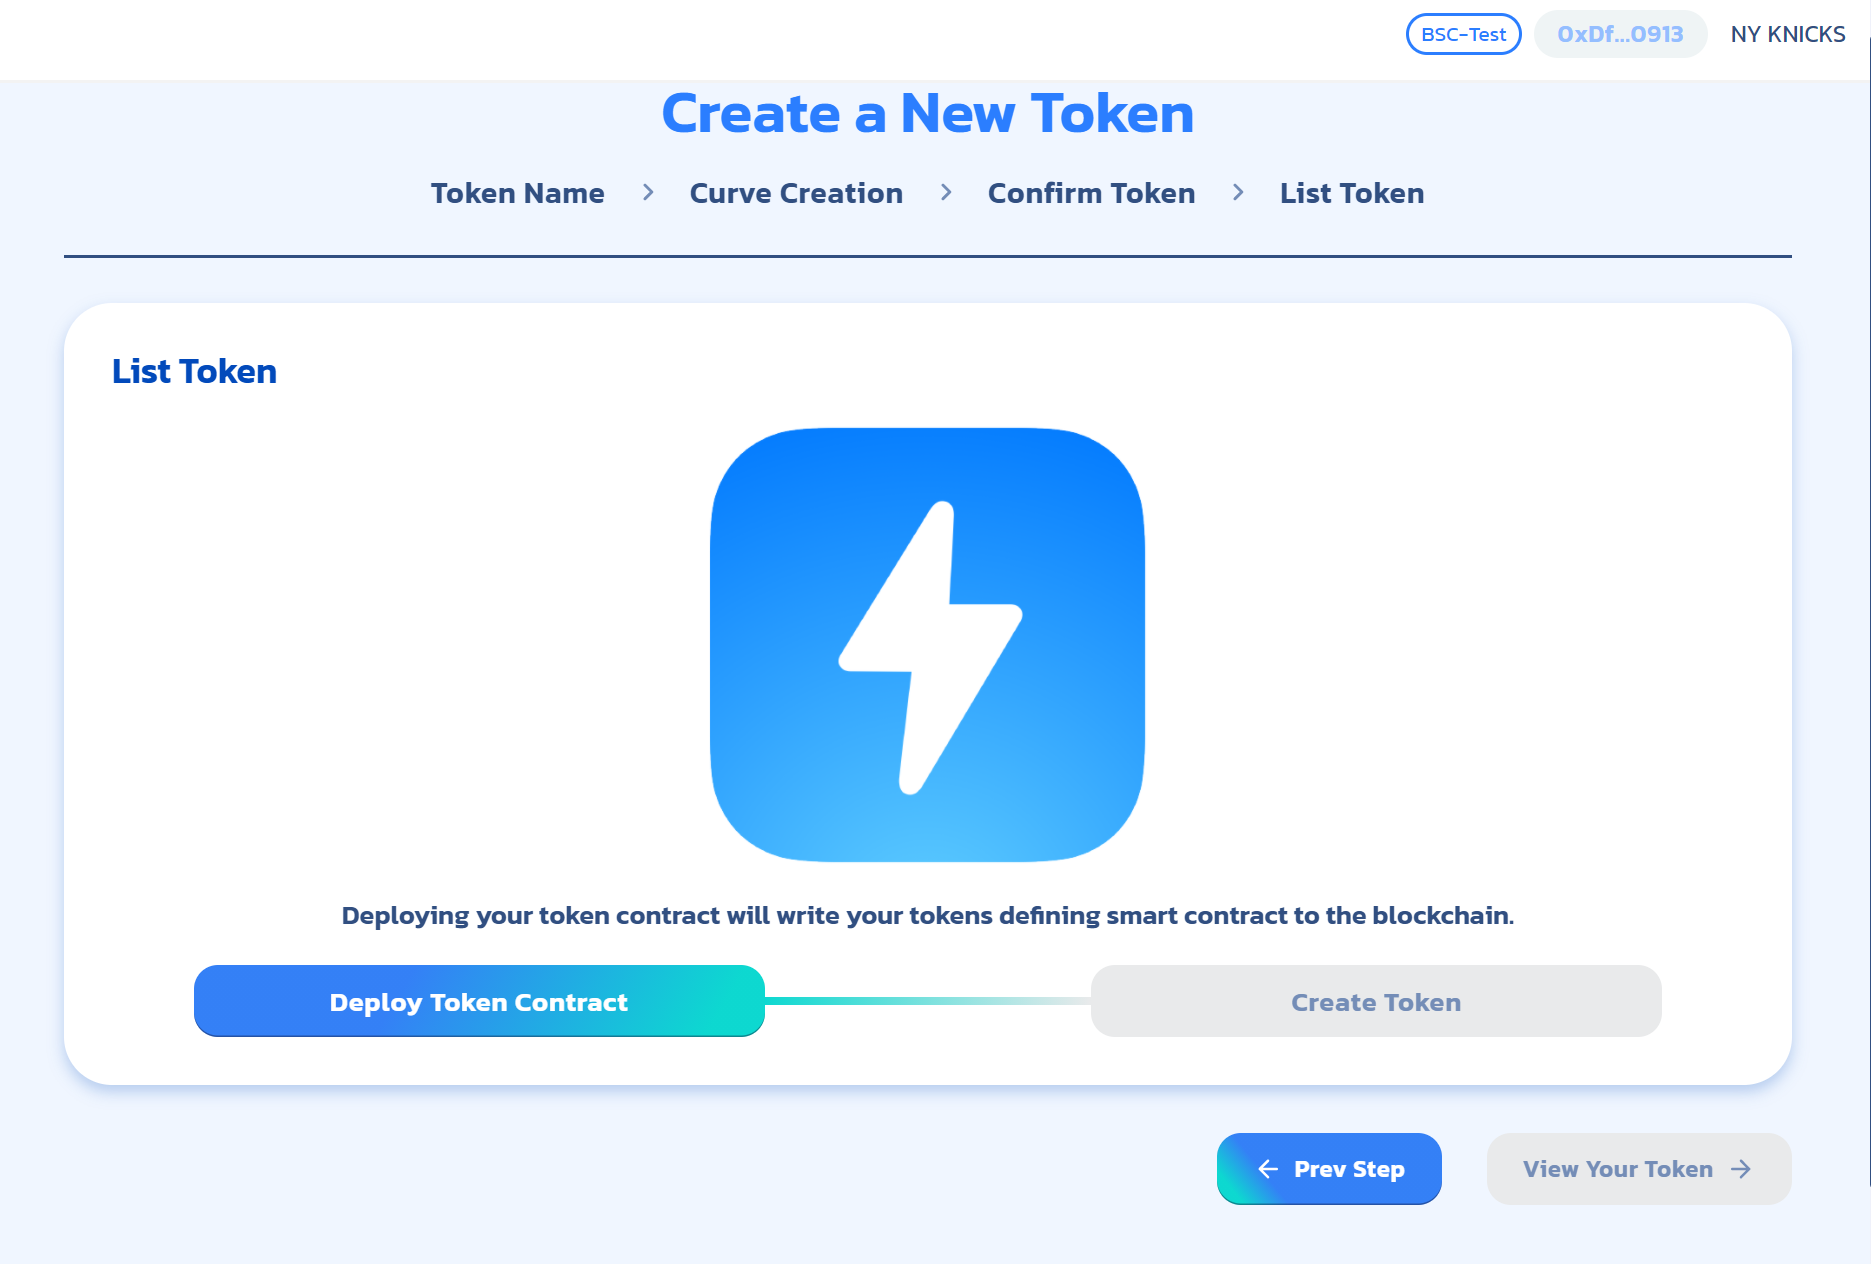 BSC-Test 0xDf...0913 NY KNICKS
Create a New Token
Token Name > Curve Creation > Confirm Token > List Token
List Token
Deploying your token contract will write your tokens defining smart contract to the blockchain.
Deploy Token Contract Create Token
← Prev Step View Your Token →